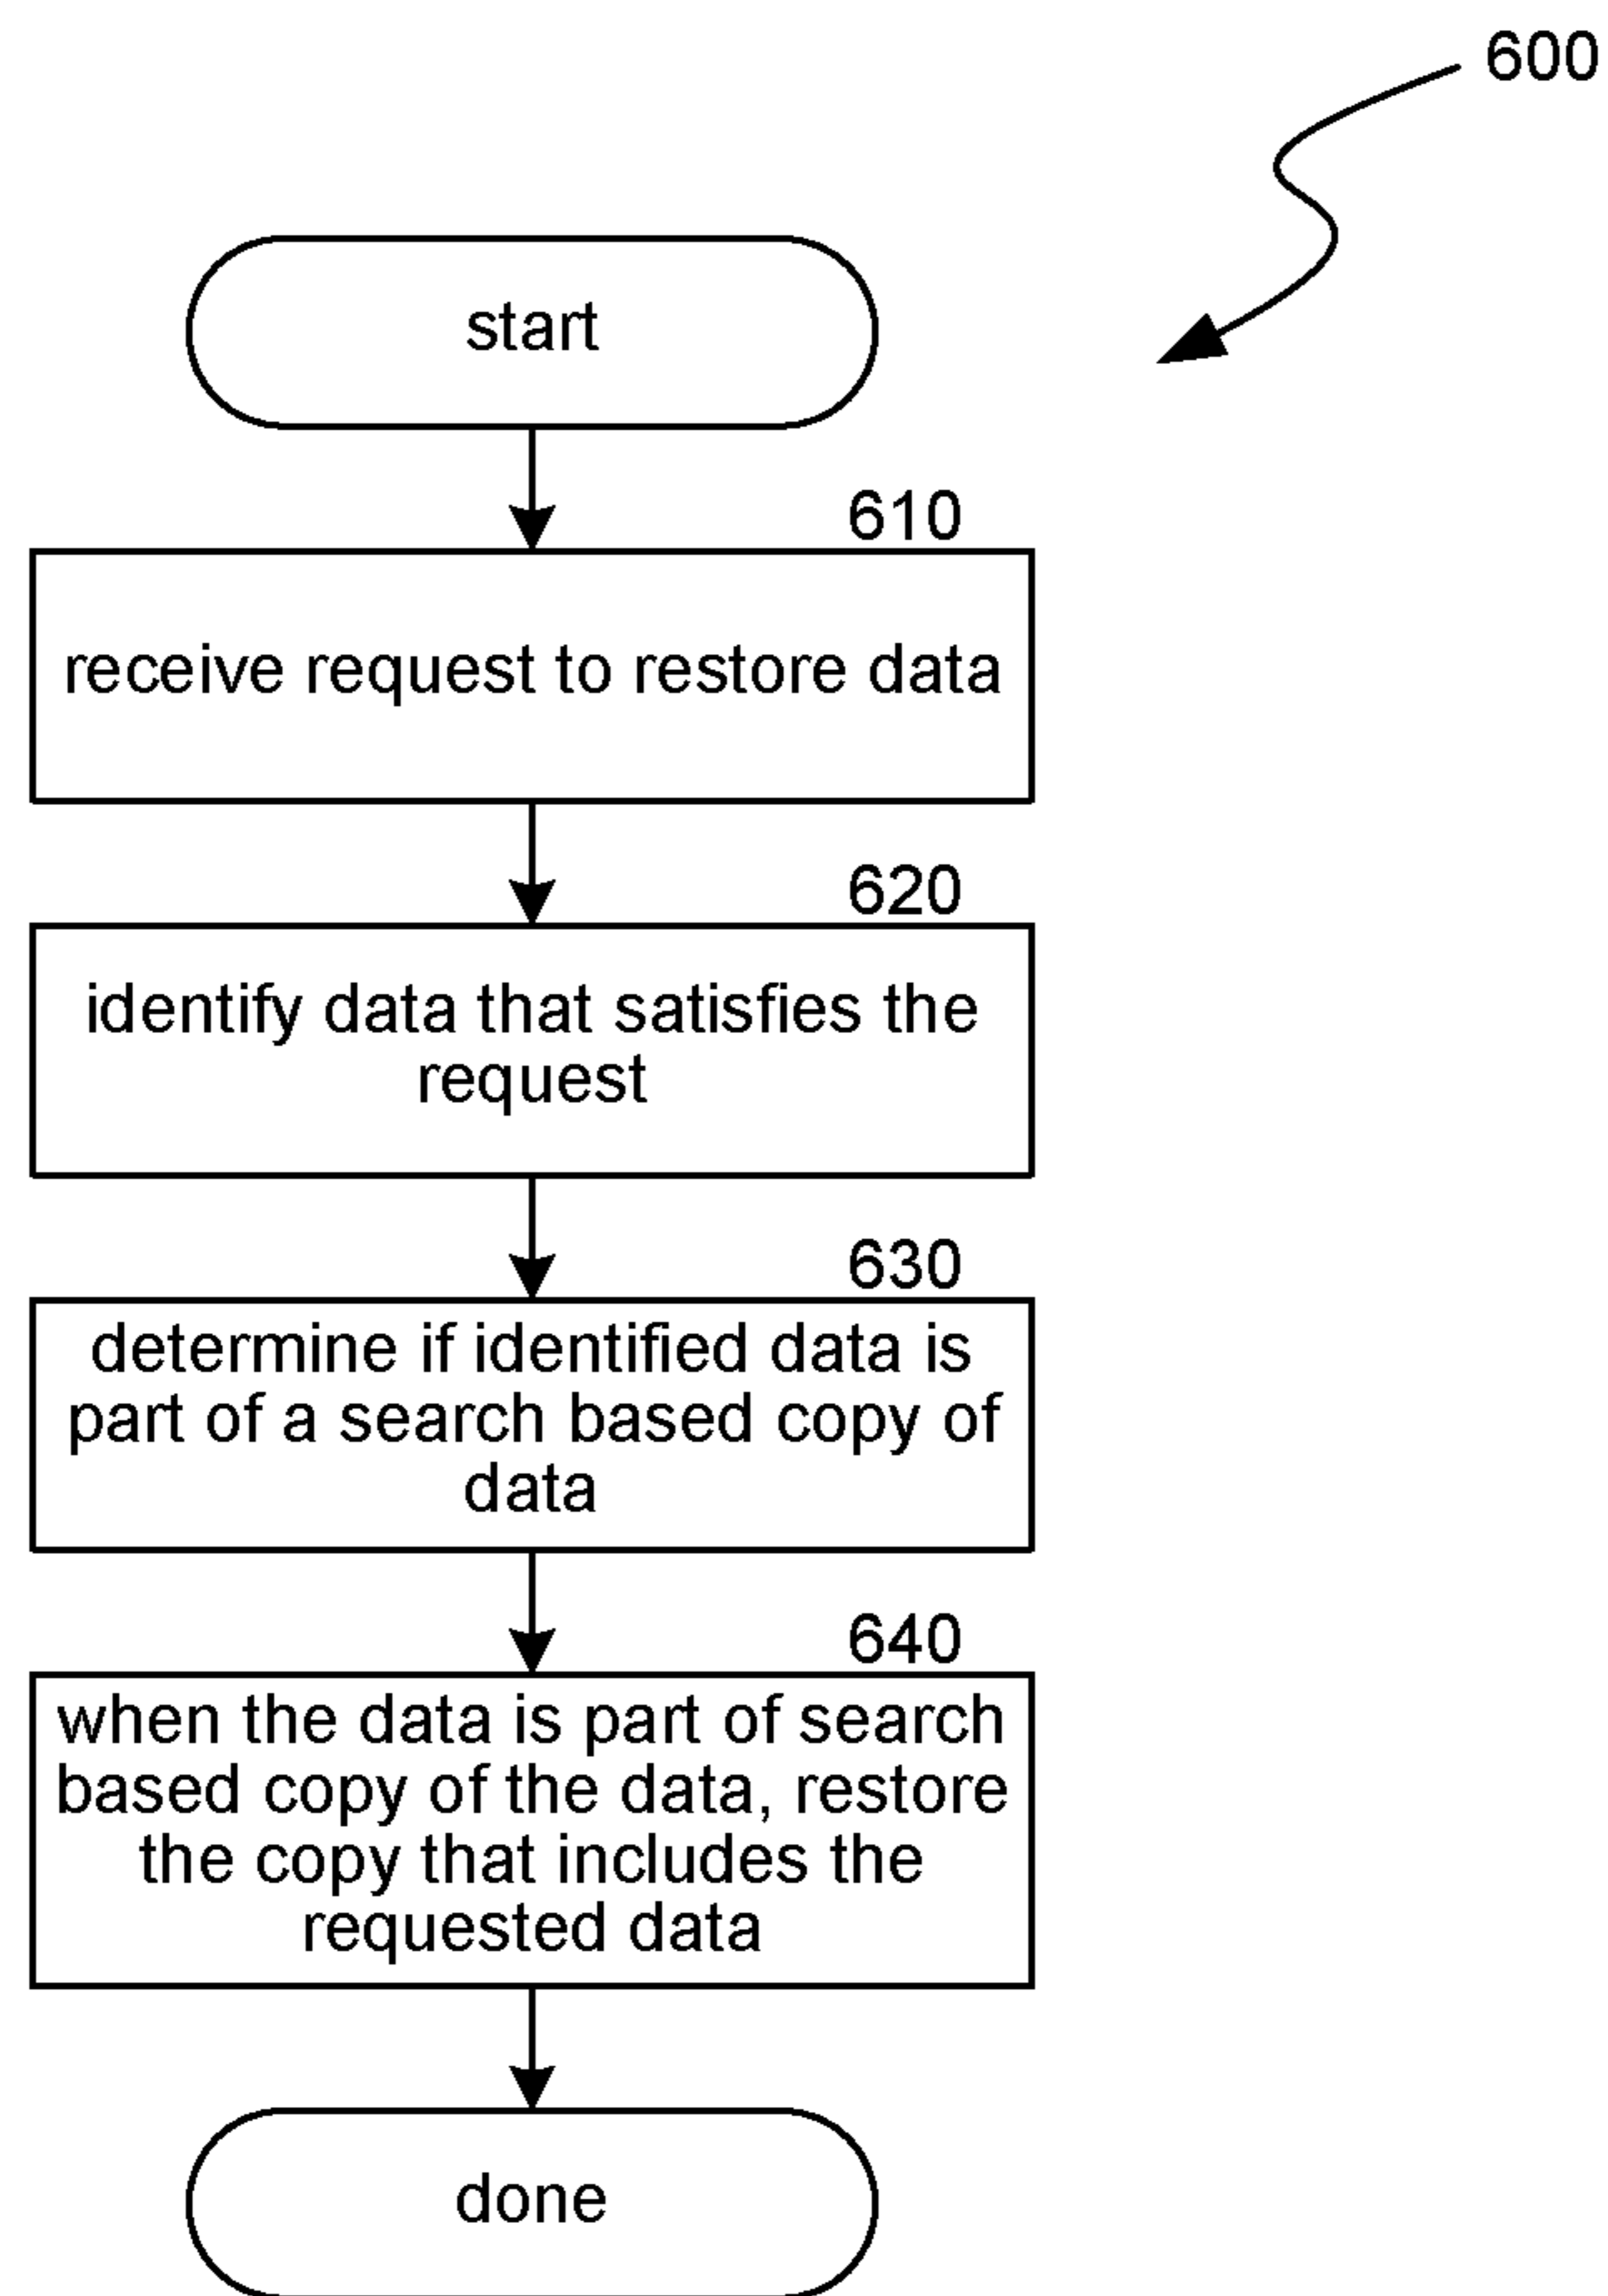 600
start
610
receive request to restore data
620
identify data that satisfies the
request
630
determine if identified data is
part of a search based copy of
data
640
when the data is part of search
based copy of the data, restore
the copy that includes the
requested data
done